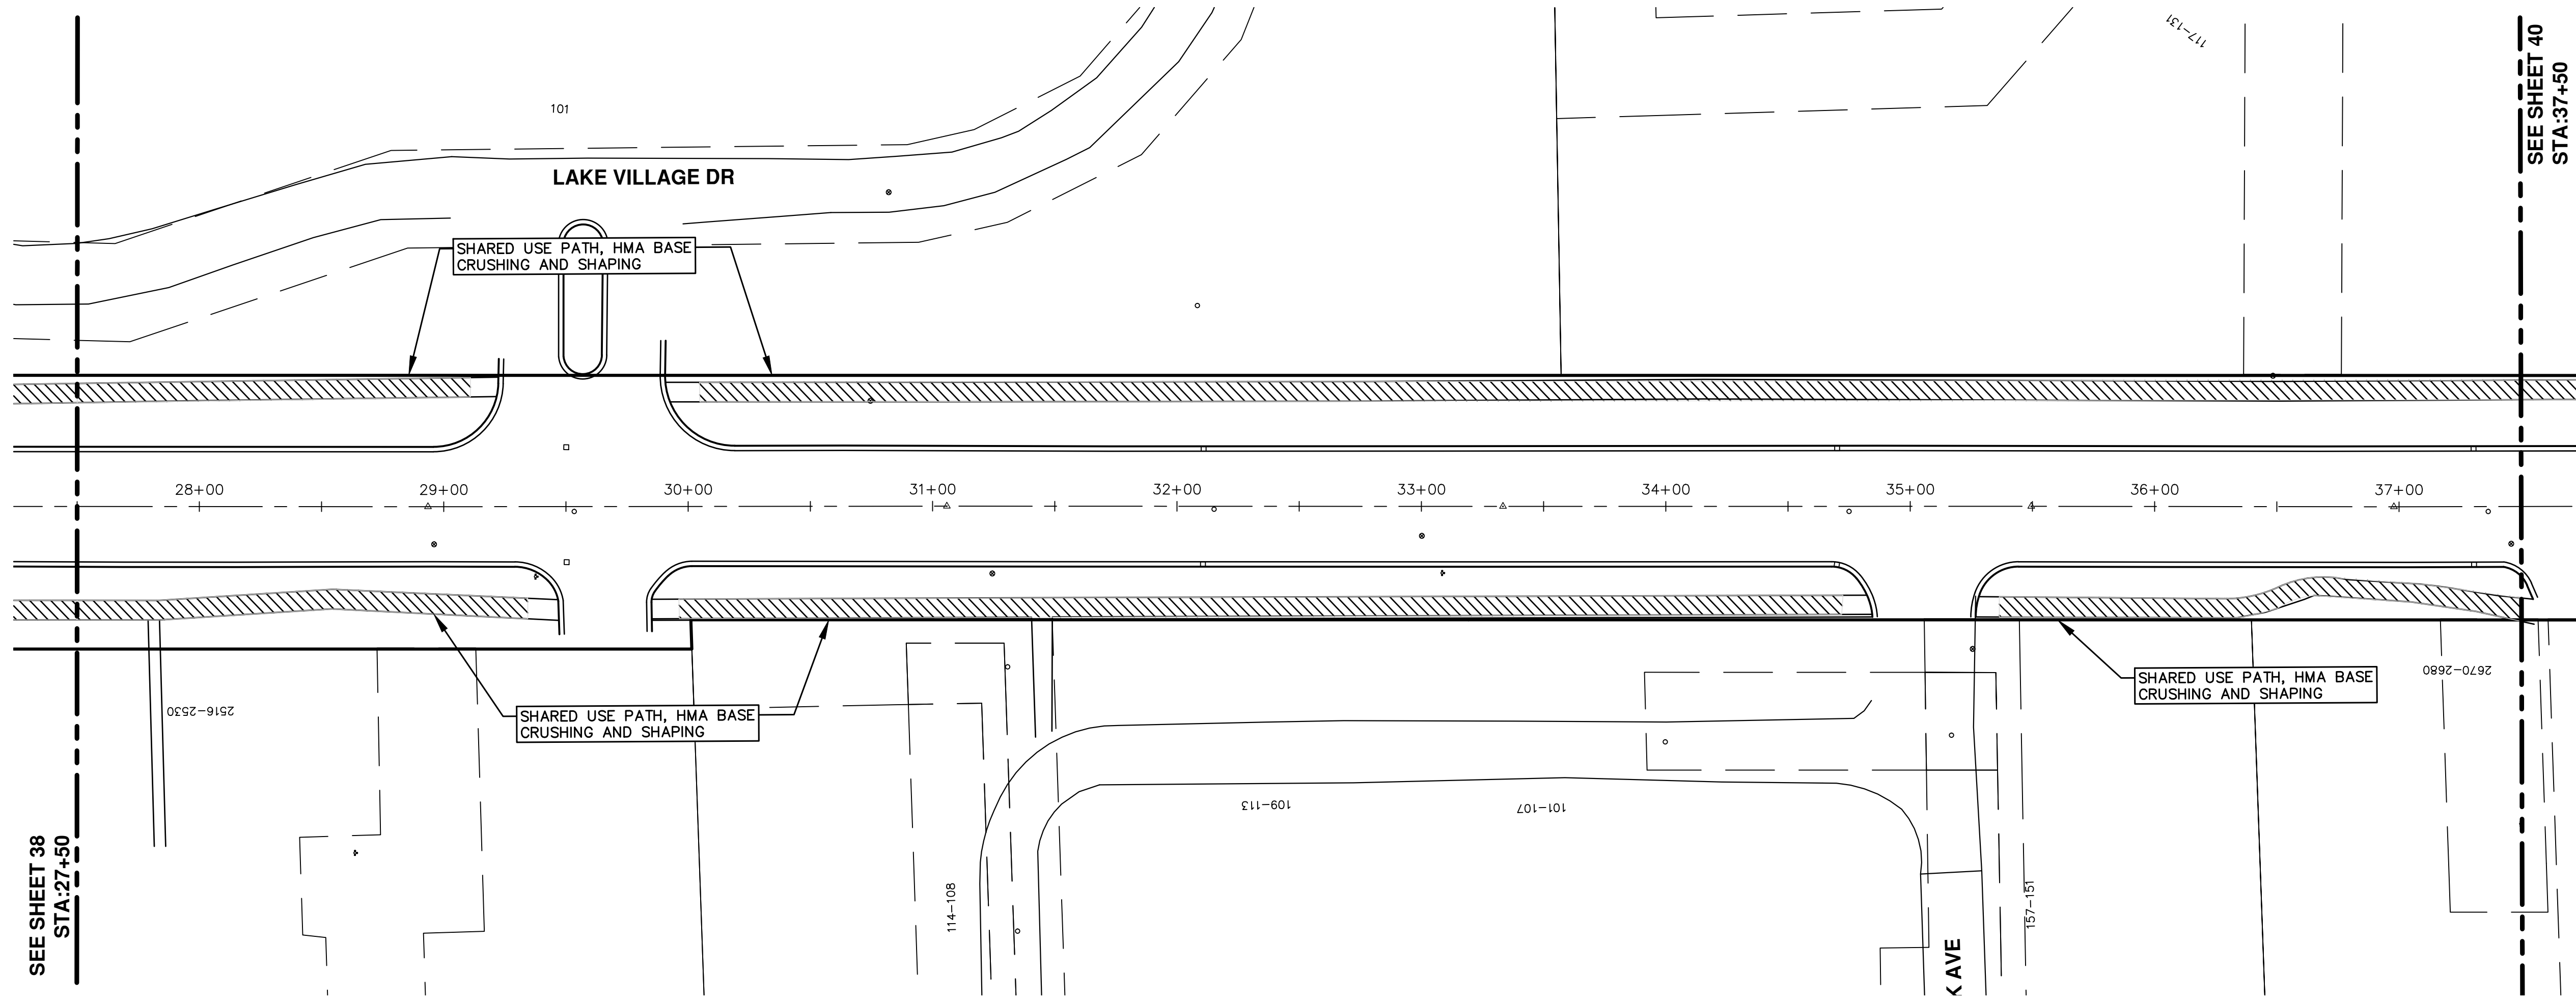 SEE SHEET 40
STA:37+50
117-131
101
LAKE VILLAGE DR
SHARED USE PATH, HMA BASE
CRUSHING AND SHAPING
28+00
29+00
30+00
31+00
32+00
33+00
34+00
35+00
36+00
37+00
2516-2530
SHARED USE PATH, HMA BASE
CRUSHING AND SHAPING
2670-2680
SHARED USE PATH, HMA BASE
CRUSHING AND SHAPING
109-113
101-107
114-108
157-151
K AVE
SEE SHEET 38
STA:27+50